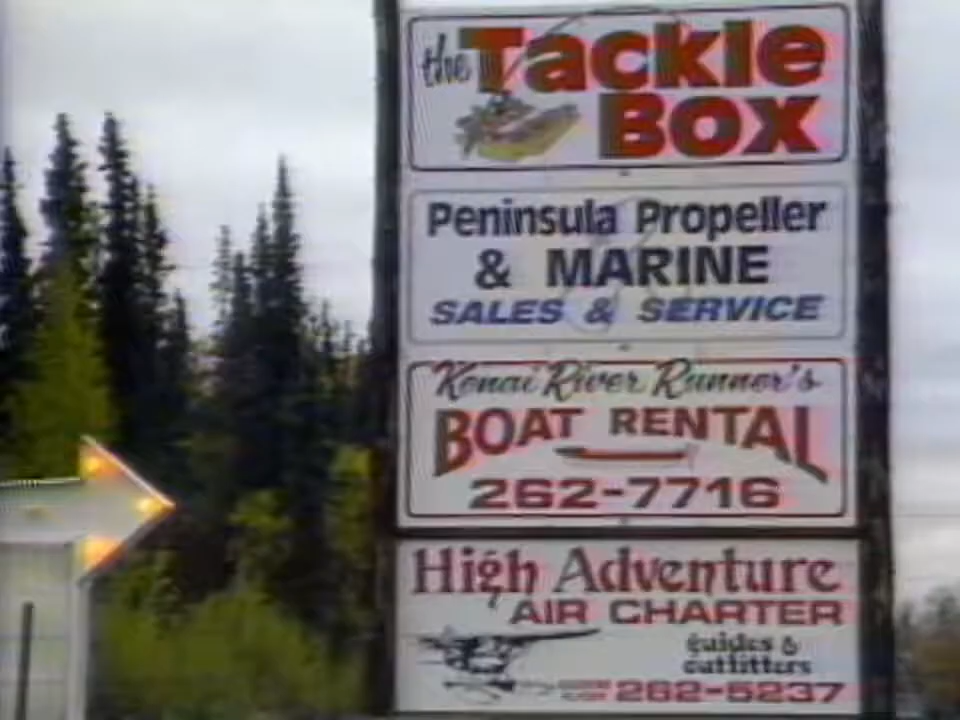 the Tackle
Box
Peninsula Propeller
& MARINE
SALES & SERVICE
Kenai River Runner's
BOAT RENTAL
262-7716
High Adventure
AIR CHARTER
guides &
outfitters
262-5237